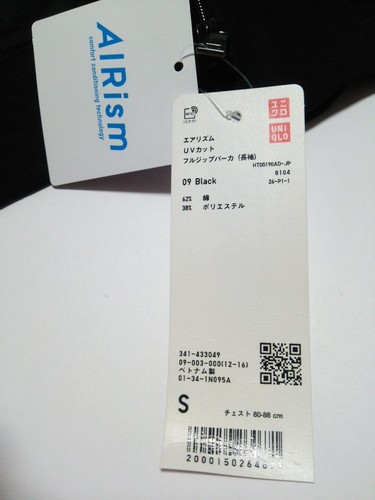 AIRism
comfort conditioning technology
ユニ
クロ
UNI
QLO
エアリズム
UVカット
フルジップパーカ（長袖）
HT00190AD-JP
8104
09 Black
26-P1-1
62% 綿
38% ポリエステル
341-433049
09-003-000(12-16)
ベトナム製
01-34-1N095A
S
チェスト 80-88 cm